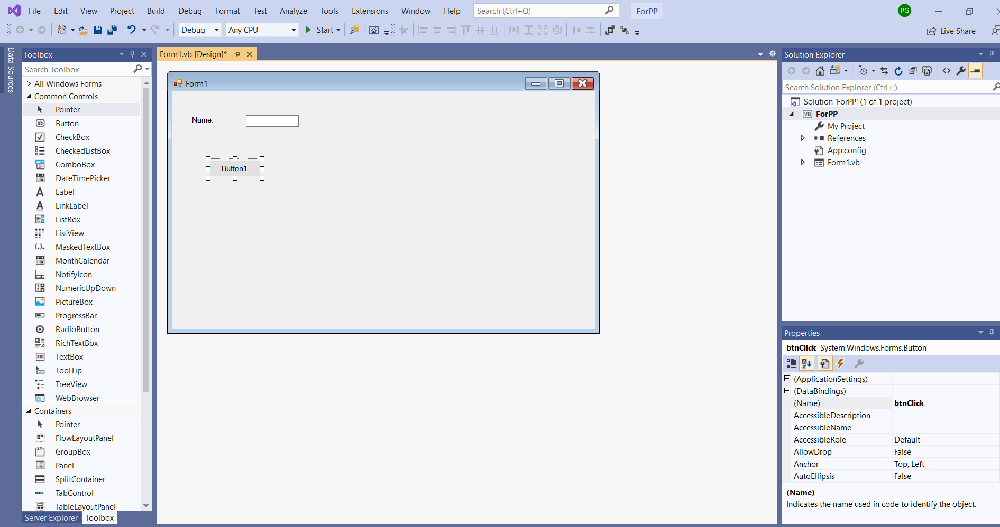 File Edit View Project Build Debug Format Test Analyze Tools Extensions Window Help Search (Ctrl+Q) ForPP PG
Debug Any CPU Start Live Share
Data Sources
Toolbox
Search Toolbox
All Windows Forms
Common Controls
Pointer
Button
CheckBox
CheckedListBox
ComboBox
DateTimePicker
Label
LinkLabel
ListBox
ListView
MaskedTextBox
MonthCalendar
NotifyIcon
NumericUpDown
PictureBox
ProgressBar
RadioButton
RichTextBox
TextBox
ToolTip
TreeView
WebBrowser
Containers
Pointer
FlowLayoutPanel
GroupBox
Panel
SplitContainer
TabControl
TableLayoutPanel
Server Explorer Toolbox
Form1.vb [Design]*
Form1
Name:
Button1
Solution Explorer
Search Solution Explorer (Ctrl+;)
Solution 'ForPP' (1 of 1 project)
VB ForPP
My Project
References
App.config
Form1.vb
Properties
btnClick System.Windows.Forms.Button
(ApplicationSettings)
(DataBindings)
(Name) btnClick
AccessibleDescription
AccessibleName
AccessibleRole Default
AllowDrop False
Anchor Top, Left
AutoEllipsis False
(Name)
Indicates the name used in code to identify the object.